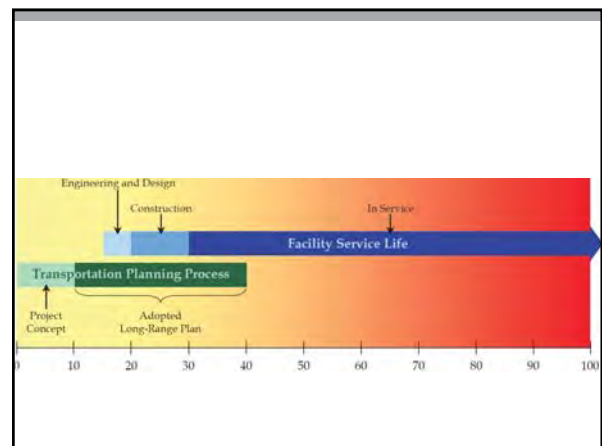 Engineering and Design
Construction
In Service
Facility Service Life
Transportation Planning Process
Project
Concept
Adopted
Long-Range Plan
0 10 20 30 40 50 60 70 80 90 100